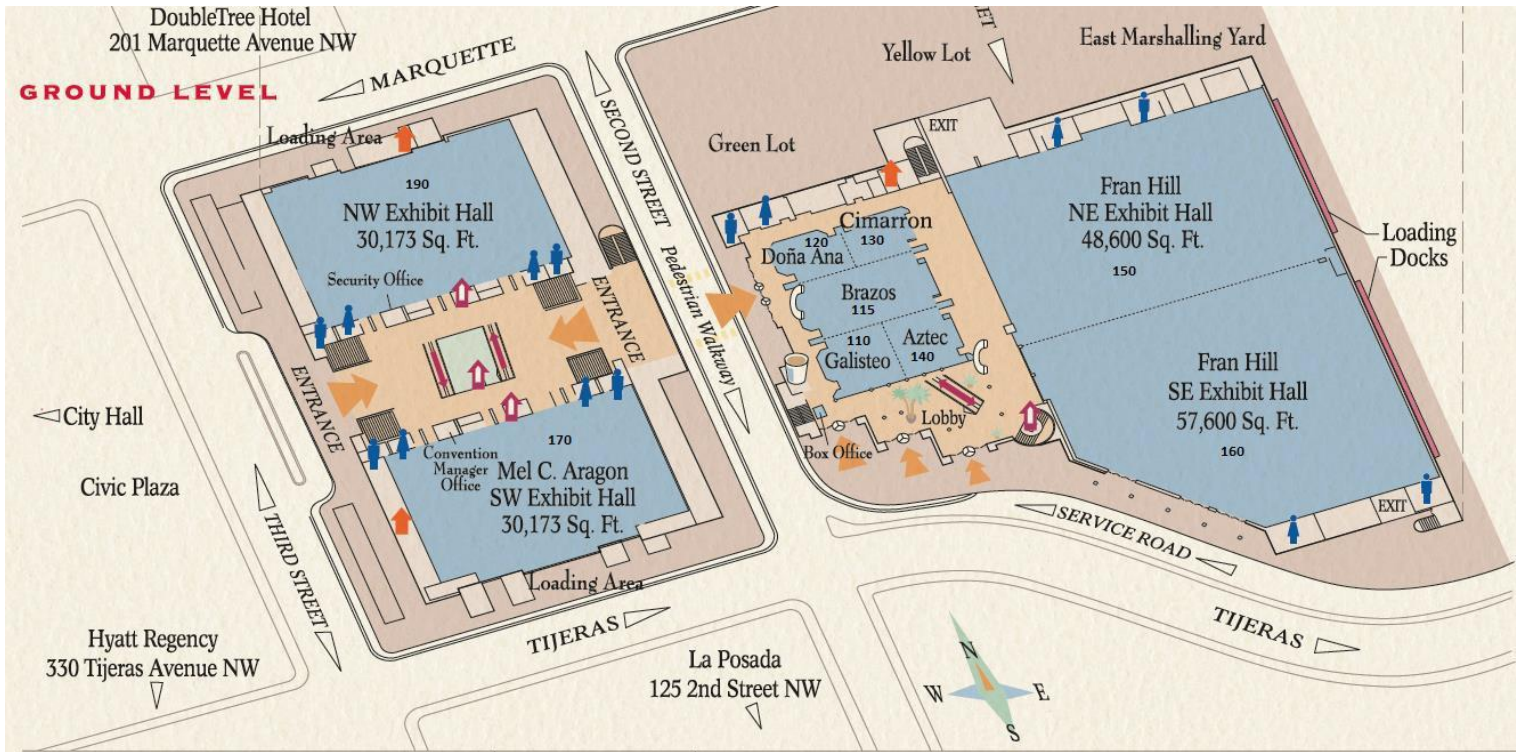 DoubleTree Hotel
201 Marquette Avenue NW
GROUND LEVEL
MARQUETTE
SECOND STREET
Pedestrian Walkway
Yellow Lot
East Marshalling Yard
Green Lot
EXIT
Loading Area
190
NW Exhibit Hall
30,173 Sq. Ft.
Security Office
ENTRANCE
ENTRANCE
City Hall
Civic Plaza
Convention
Manager
Office
170
Mel C. Aragon
SW Exhibit Hall
30,173 Sq. Ft.
Loading Area
THIRD STREET
TIJERAS
Hyatt Regency
330 Tijeras Avenue NW
La Posada
125 2nd Street NW
Cimarron
120
130
Doña Ana
Brazos
115
110
Galisteo
Aztec
140
Lobby
Box Office
Fran Hill
NE Exhibit Hall
48,600 Sq. Ft.
150
Loading
Docks
Fran Hill
SE Exhibit Hall
57,600 Sq. Ft.
160
EXIT
SERVICE ROAD
TIJERAS
N
W
E
S